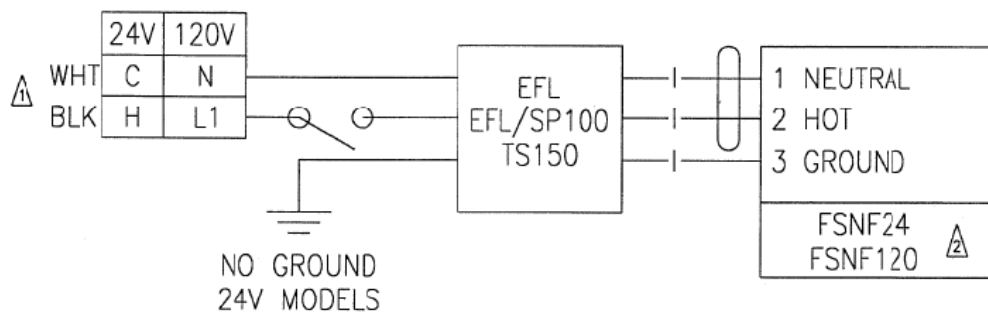 24V 120V
WHT C N
1
BLK H L1
EFL
EFL/SP100
TS150
1 NEUTRAL
2 HOT
3 GROUND
FSNF24
FSNF120
2
NO GROUND
24V MODELS